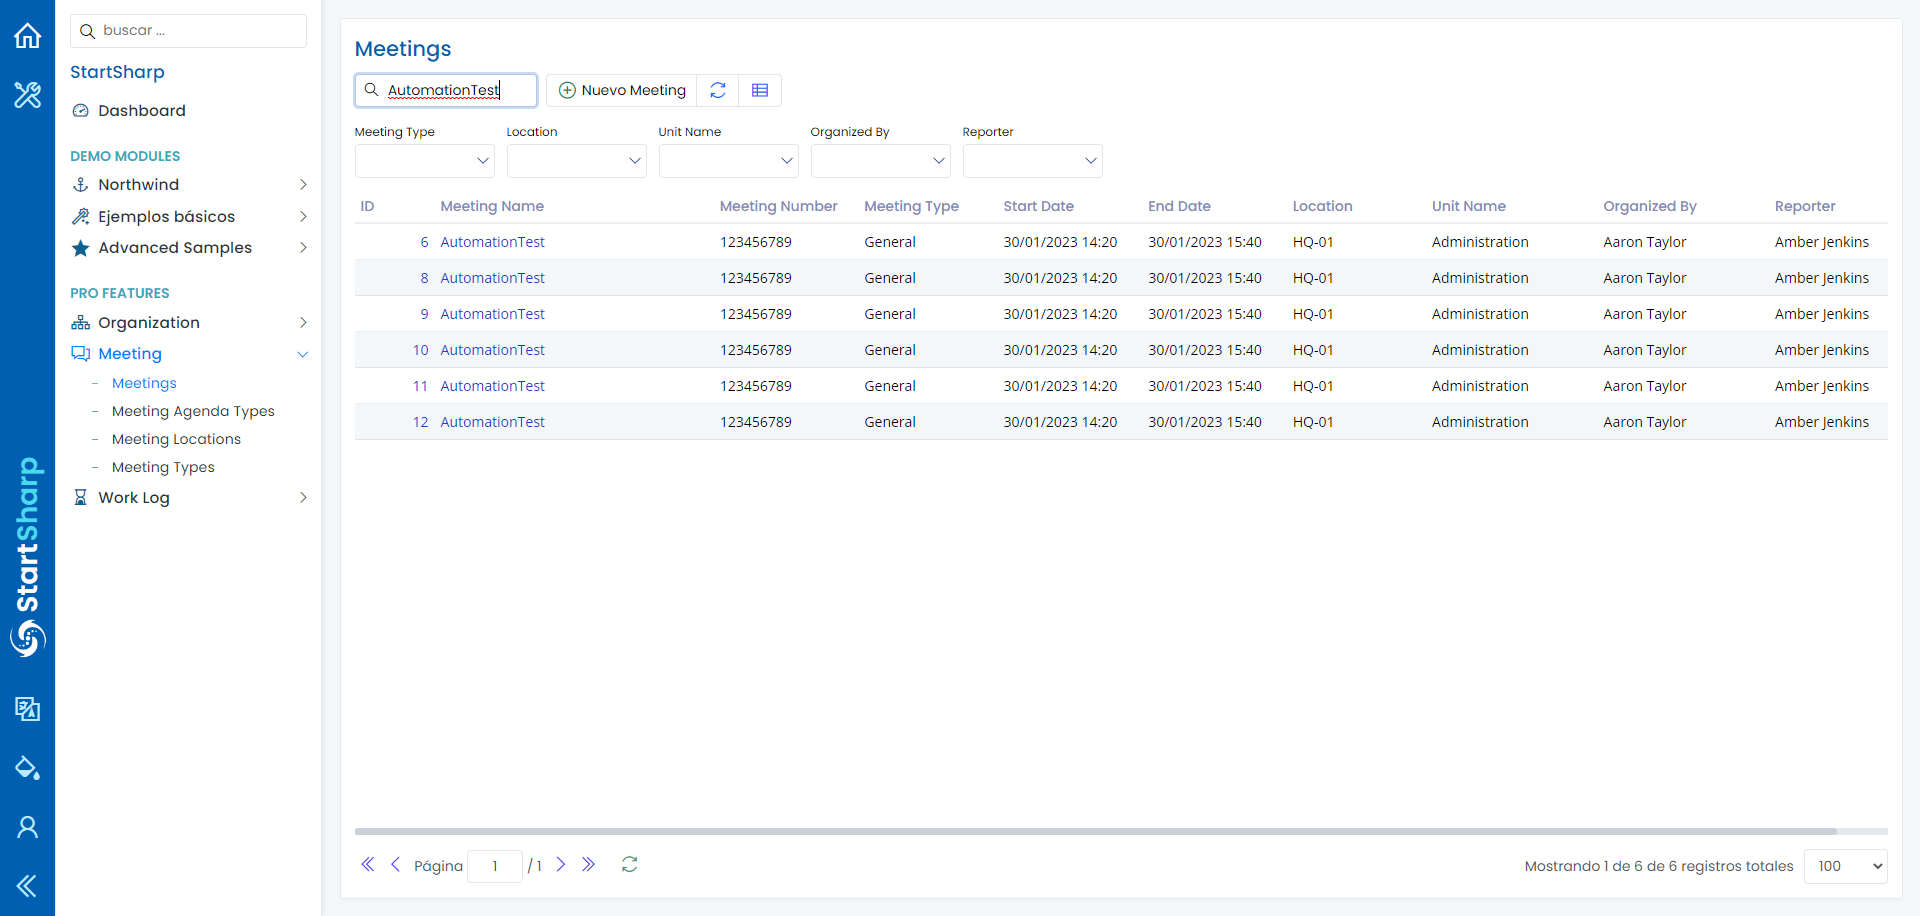 buscar ...
StartSharp
Dashboard
DEMO MODULES
Northwind
Ejemplos básicos
Advanced Samples
PRO FEATURES
Organization
Meeting
- Meetings
- Meeting Agenda Types
- Meeting Locations
- Meeting Types
Work Log
StartSharp
Meetings
AutomationTest
Nuevo Meeting
Meeting Type Location Unit Name Organized By Reporter
ID Meeting Name Meeting Number Meeting Type Start Date End Date Location Unit Name Organized By Reporter
6 AutomationTest 123456789 General 30/01/2023 14:20 30/01/2023 15:40 HQ-01 Administration Aaron Taylor Amber Jenkins
8 AutomationTest 123456789 General 30/01/2023 14:20 30/01/2023 15:40 HQ-01 Administration Aaron Taylor Amber Jenkins
9 AutomationTest 123456789 General 30/01/2023 14:20 30/01/2023 15:40 HQ-01 Administration Aaron Taylor Amber Jenkins
10 AutomationTest 123456789 General 30/01/2023 14:20 30/01/2023 15:40 HQ-01 Administration Aaron Taylor Amber Jenkins
11 AutomationTest 123456789 General 30/01/2023 14:20 30/01/2023 15:40 HQ-01 Administration Aaron Taylor Amber Jenkins
12 AutomationTest 123456789 General 30/01/2023 14:20 30/01/2023 15:40 HQ-01 Administration Aaron Taylor Amber Jenkins
Página 1 / 1
Mostrando 1 de 6 de 6 registros totales 100